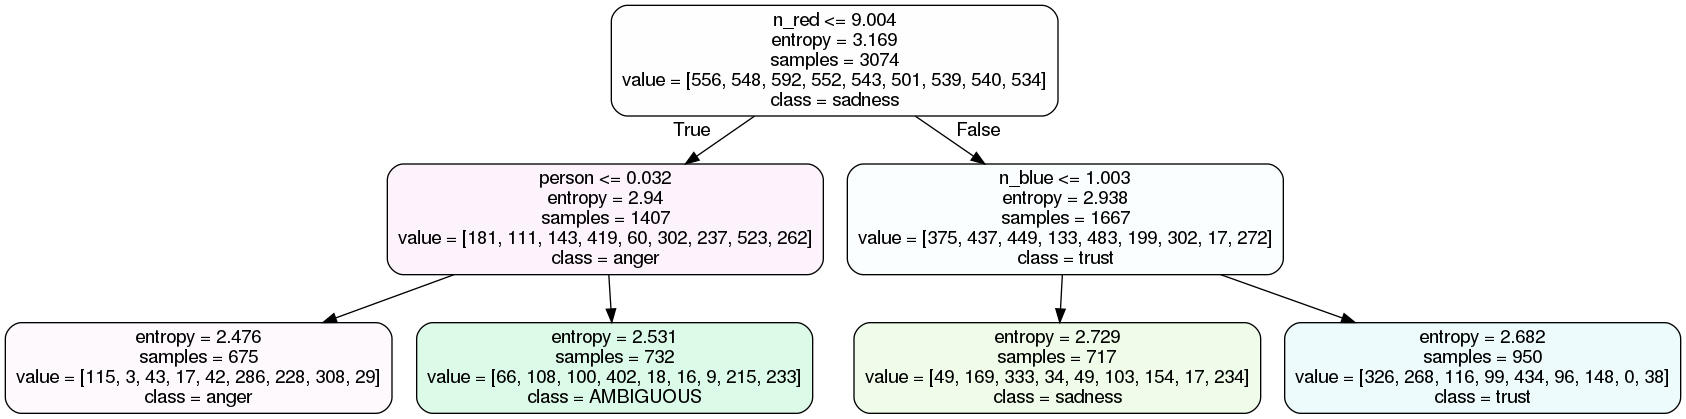 n_red <= 9.004
entropy = 3.169
samples = 3074
value = [556, 548, 592, 552, 543, 501, 539, 540, 534]
class = sadness
True
False
person <= 0.032
entropy = 2.94
samples = 1407
value = [181, 111, 143, 419, 60, 302, 237, 523, 262]
class = anger
n_blue <= 1.003
entropy = 2.938
samples = 1667
value = [375, 437, 449, 133, 483, 199, 302, 17, 272]
class = trust
entropy = 2.476
samples = 675
value = [115, 3, 43, 17, 42, 286, 228, 308, 29]
class = anger
entropy = 2.531
samples = 732
value = [66, 108, 100, 402, 18, 16, 9, 215, 233]
class = AMBIGUOUS
entropy = 2.729
samples = 717
value = [49, 169, 333, 34, 49, 103, 154, 17, 234]
class = sadness
entropy = 2.682
samples = 950
value = [326, 268, 116, 99, 434, 96, 148, 0, 38]
class = trust